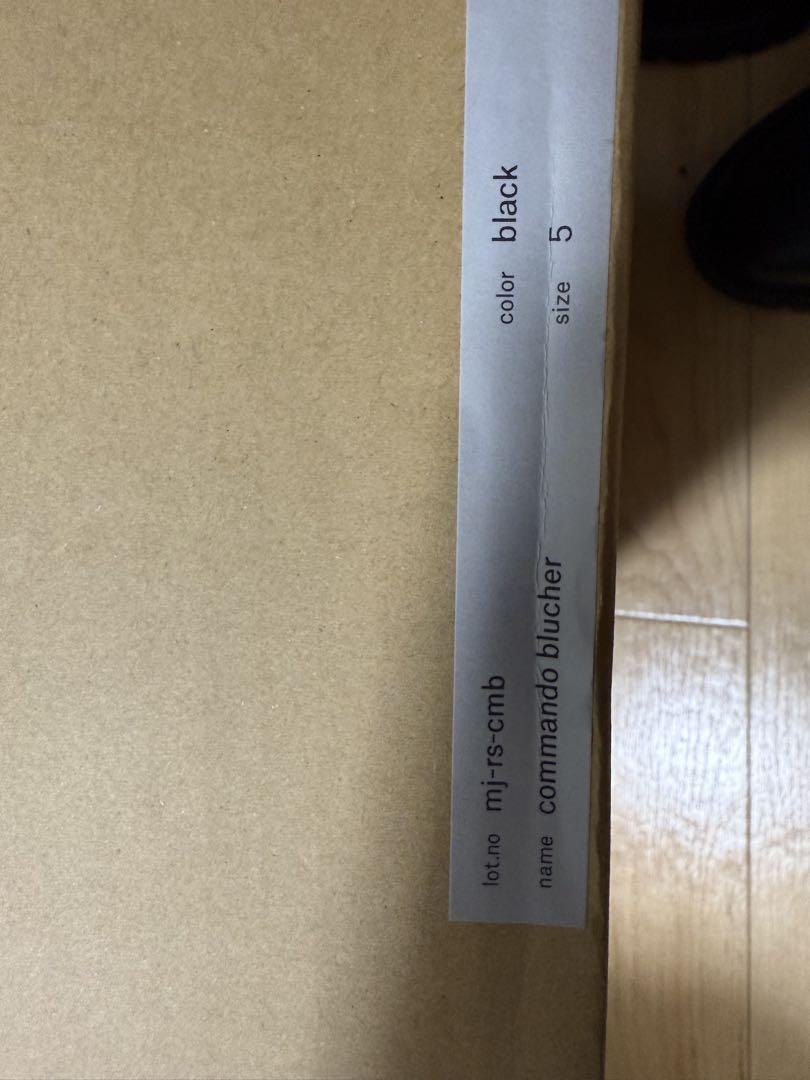 lot.no mj-rs-cmb color black
name commando blucher size 5